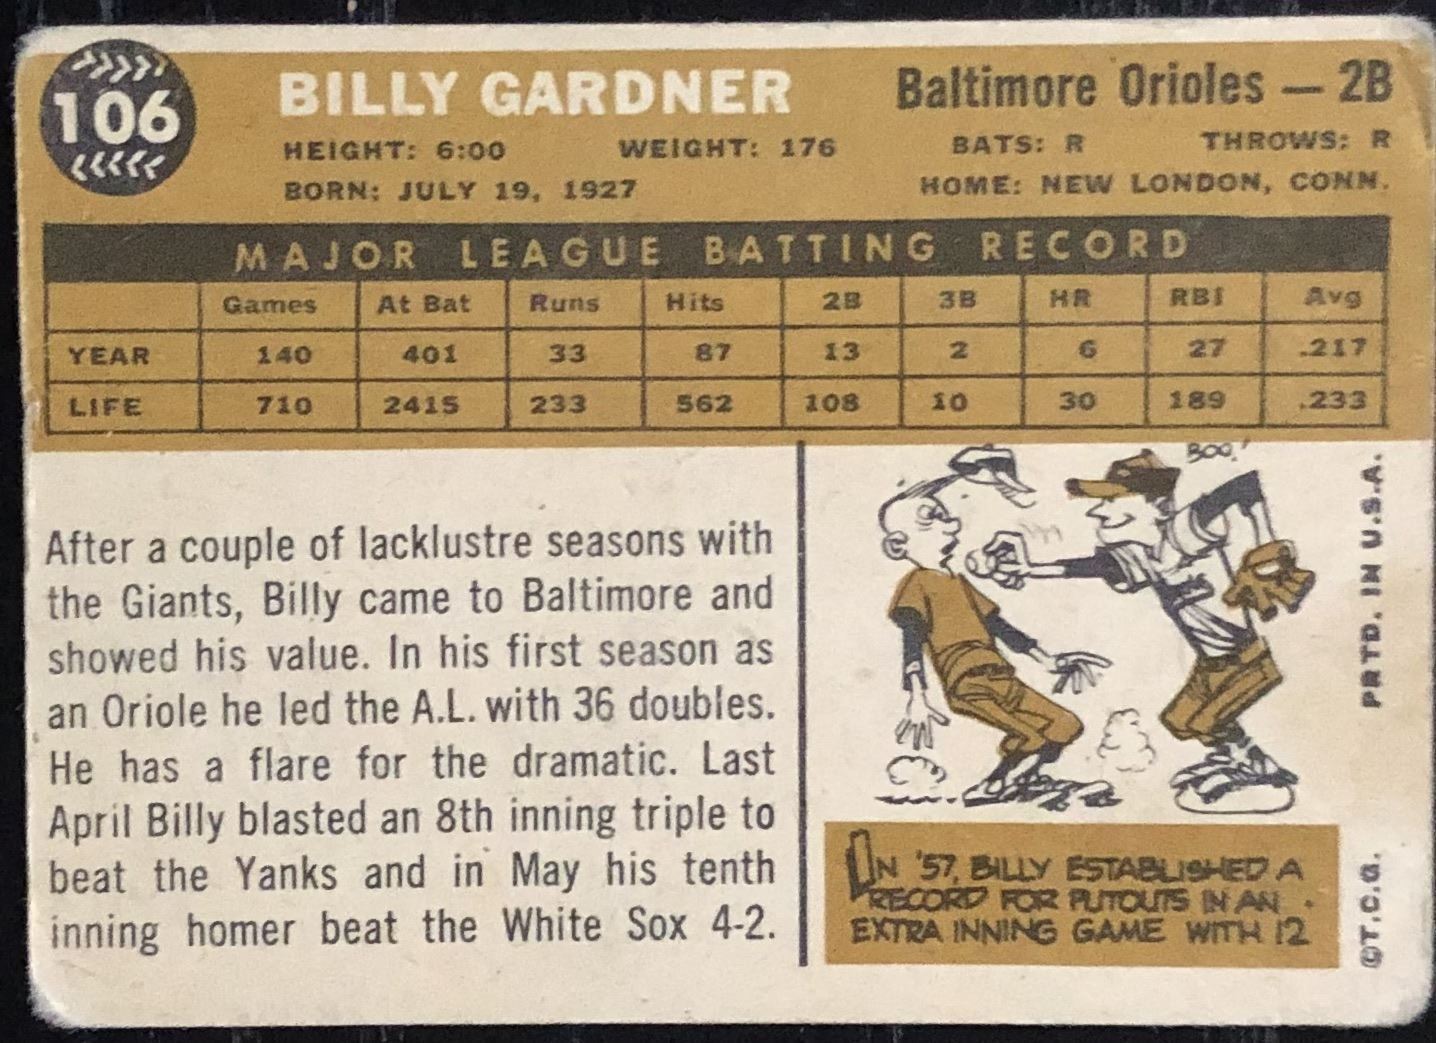 106
BILLY GARDNER
Baltimore Orioles — 2B
HEIGHT: 6:00 WEIGHT: 176 BATS: R THROWS: R
BORN: JULY 19, 1927 HOME: NEW LONDON, CONN.
MAJOR LEAGUE BATTING RECORD
Games At Bat Runs Hits 2B 3B HR RBI Avg
YEAR 140 401 33 87 13 2 6 27 .217
LIFE 710 2415 233 562 108 10 30 189 .233
After a couple of lacklustre seasons with
the Giants, Billy came to Baltimore and
showed his value. In his first season as
an Oriole he led the A.L. with 36 doubles.
He has a flare for the dramatic. Last
April Billy blasted an 8th inning triple to
beat the Yanks and in May his tenth
inning homer beat the White Sox 4-2.
BOO!
IN '57, BILLY ESTABLISHED A
RECORD FOR PUTOUTS IN AN
EXTRA INNING GAME WITH 12
©T.C.G. PRTD. IN U.S.A.